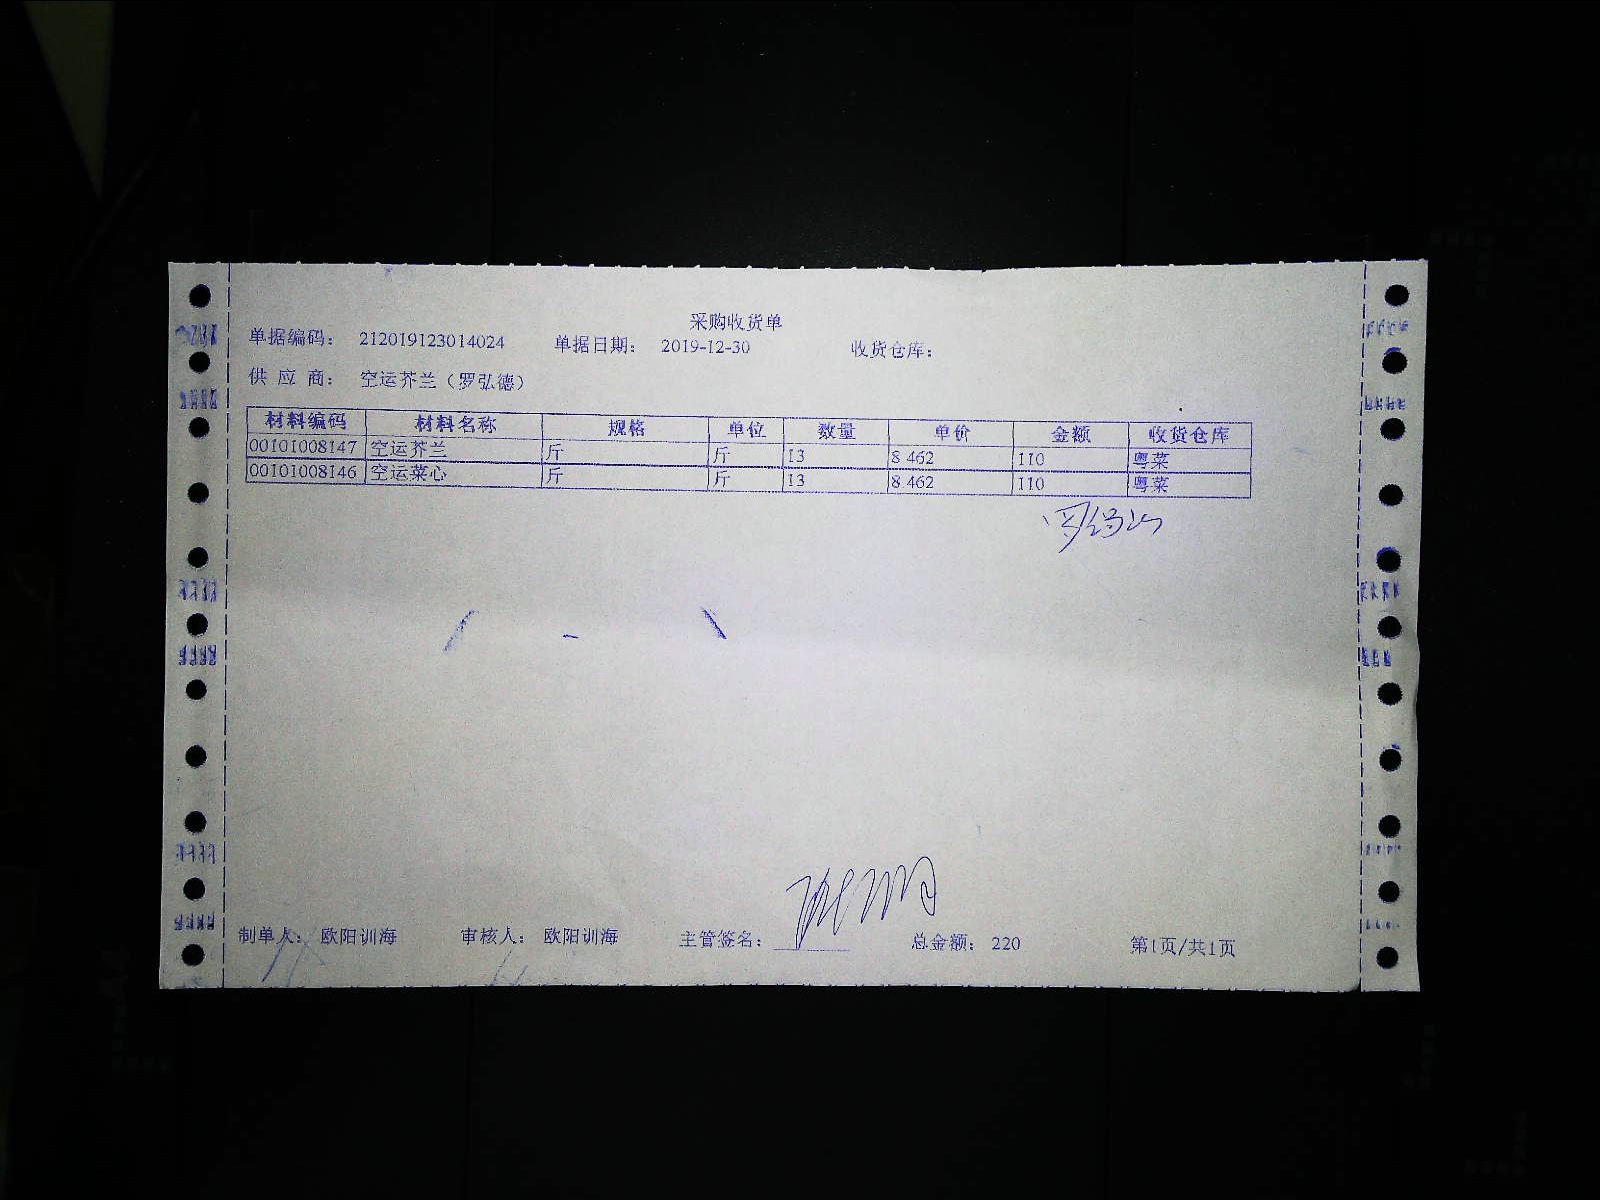 采购收货单
单据编码: 212019123014024 单据日期: 2019-12-30 收货仓库:
供应商: 空运芥兰（罗弘德）
材料编码 材料名称 规格 单位 数量 单价 金额 收货仓库
00101008147 空运芥兰 斤 斤 13 8.462 110 粤菜
00101008146 空运菜心 斤 斤 13 8.462 110 粤菜
制单人: 欧阳训海 审核人: 欧阳训海 主管签名: 总金额: 220 第1页/共1页